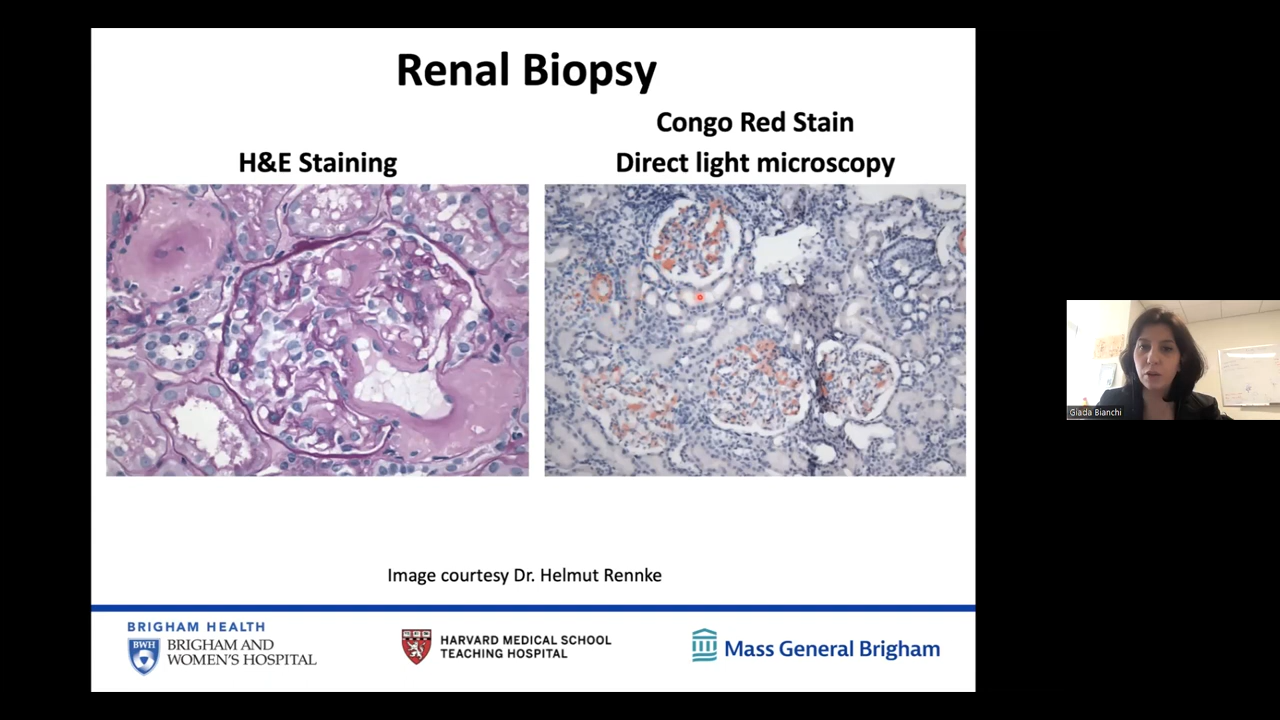 Renal Biopsy
H&E Staining
Congo Red Stain
Direct light microscopy
Image courtesy Dr. Helmut Rennke
BRIGHAM HEALTH
BWH
BRIGHAM AND
WOMEN'S HOSPITAL
HARVARD MEDICAL SCHOOL
TEACHING HOSPITAL
Mass General Brigham
Giada Bianchi